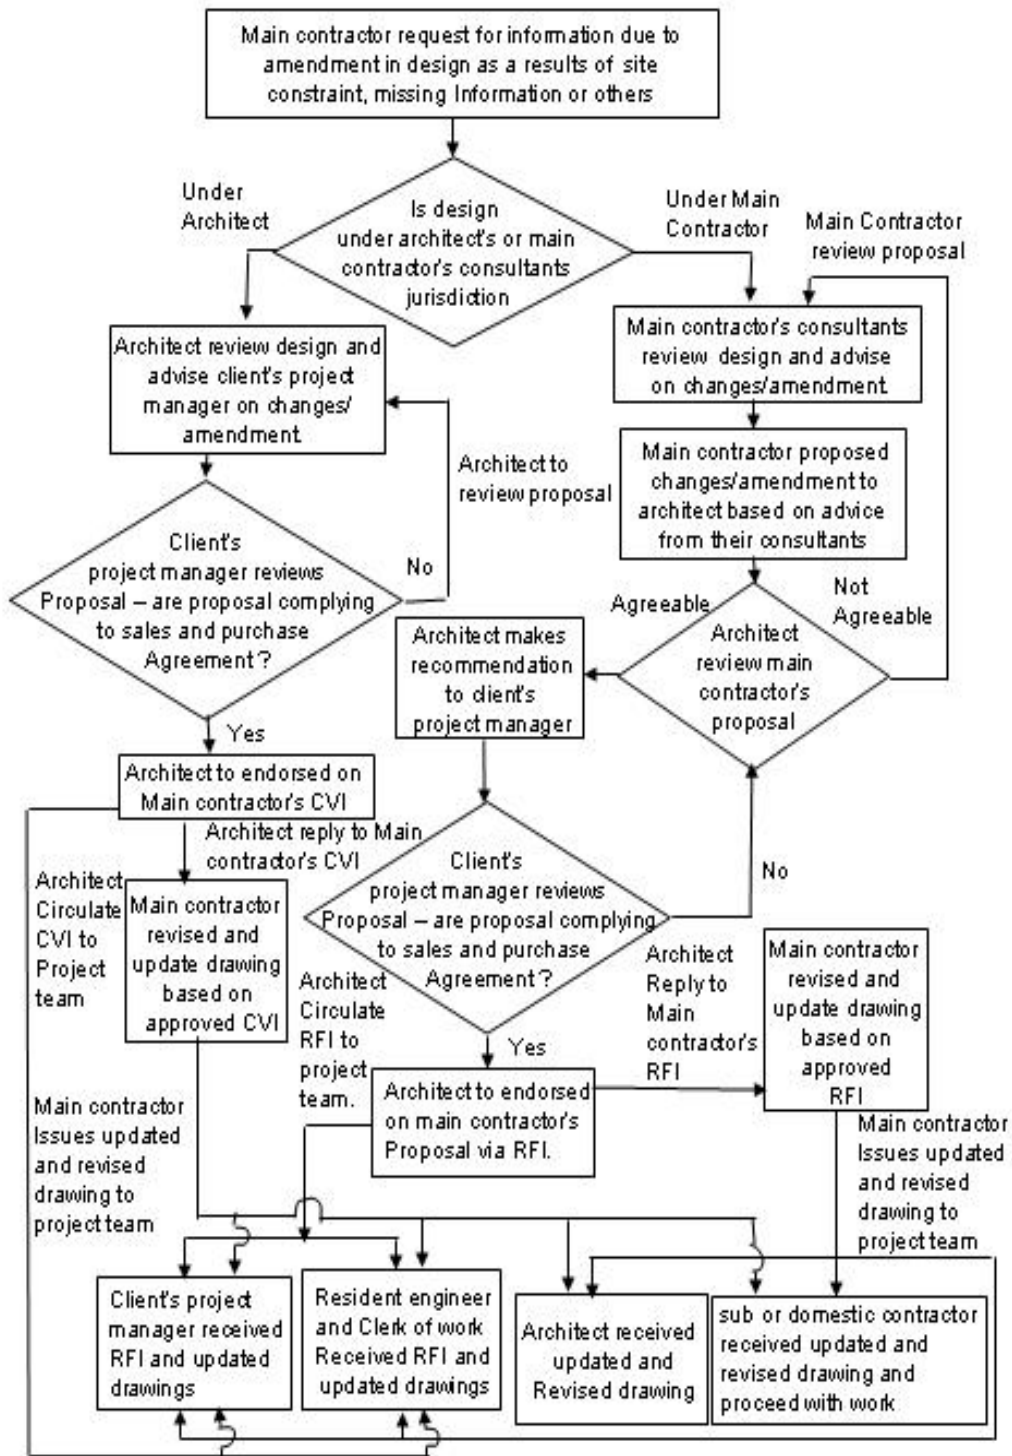 Main contractor request for information due to
amendment in design as a results of site
constraint, missing Information or others
Under
Architect
Is design
under architect's or main
contractor's consultants
jurisdiction
Under Main
Contractor
Main Contractor
review proposal
Architect review design and
advise client's project
manager on changes/
amendment.
Main contractor's consultants
review design and advise
on changes/amendment.
Architect to
review proposal
Main contractor proposed
changes/amendment to
architect based on advice
from their consultants
Client's
project manager reviews
Proposal – are proposal complying
to sales and purchase
Agreement?
No
Agreeable
Not
Agreeable
Architect makes
recommendation
to client's
project manager
Architect
review main
contractor's
proposal
Yes
Architect to endorsed on
Main contractor's CVI
Architect reply to Main
contractor's CVI
Architect
Circulate
CVI to
Project
team
Main contractor
revised and
update drawing
based on
approved CVI
Client's
project manager reviews
Proposal – are proposal complying
to sales and purchase
Agreement?
No
Architect
Circulate
RFI to
project
team.
Yes
Architect
Reply to
Main
contractor's
RFI
Main contractor
revised and
update drawing
based on
approved
RFI
Architect to endorsed
on main contractor's
Proposal via RFI.
Main contractor
Issues updated
and revised
drawing to
project team
Main contractor
Issues updated
and revised
drawing to
project team
Client's project
manager received
RFI and updated
drawings
Resident engineer
and Clerk of work
Received RFI and
updated drawings
Architect received
updated and
Revised drawing
sub or domestic contractor
received updated and
revised drawing and
proceed with work